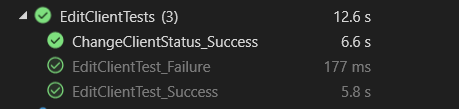 EditClientTests (3) 12.6 s
ChangeClientStatus_Success 6.6 s
EditClientTest_Failure 177 ms
EditClientTest_Success 5.8 s